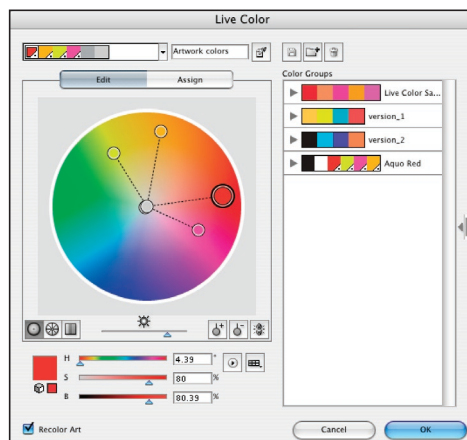 Live Color
Artwork colors
Edit
Assign
Color Groups
Live Color Sa...
version_1
version_2
Aquo Red
H
4.39
°
S
80
%
B
80.39
%
Recolor Art
Cancel
OK